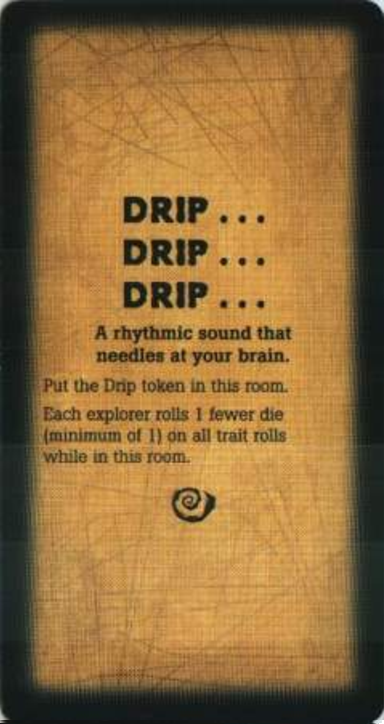 DRIP . . .
DRIP . . .
DRIP . . .
A rhythmic sound that
needles at your brain.
Put the Drip token in this room.
Each explorer rolls 1 fewer die
(minimum of 1) on all trait rolls
while in this room.